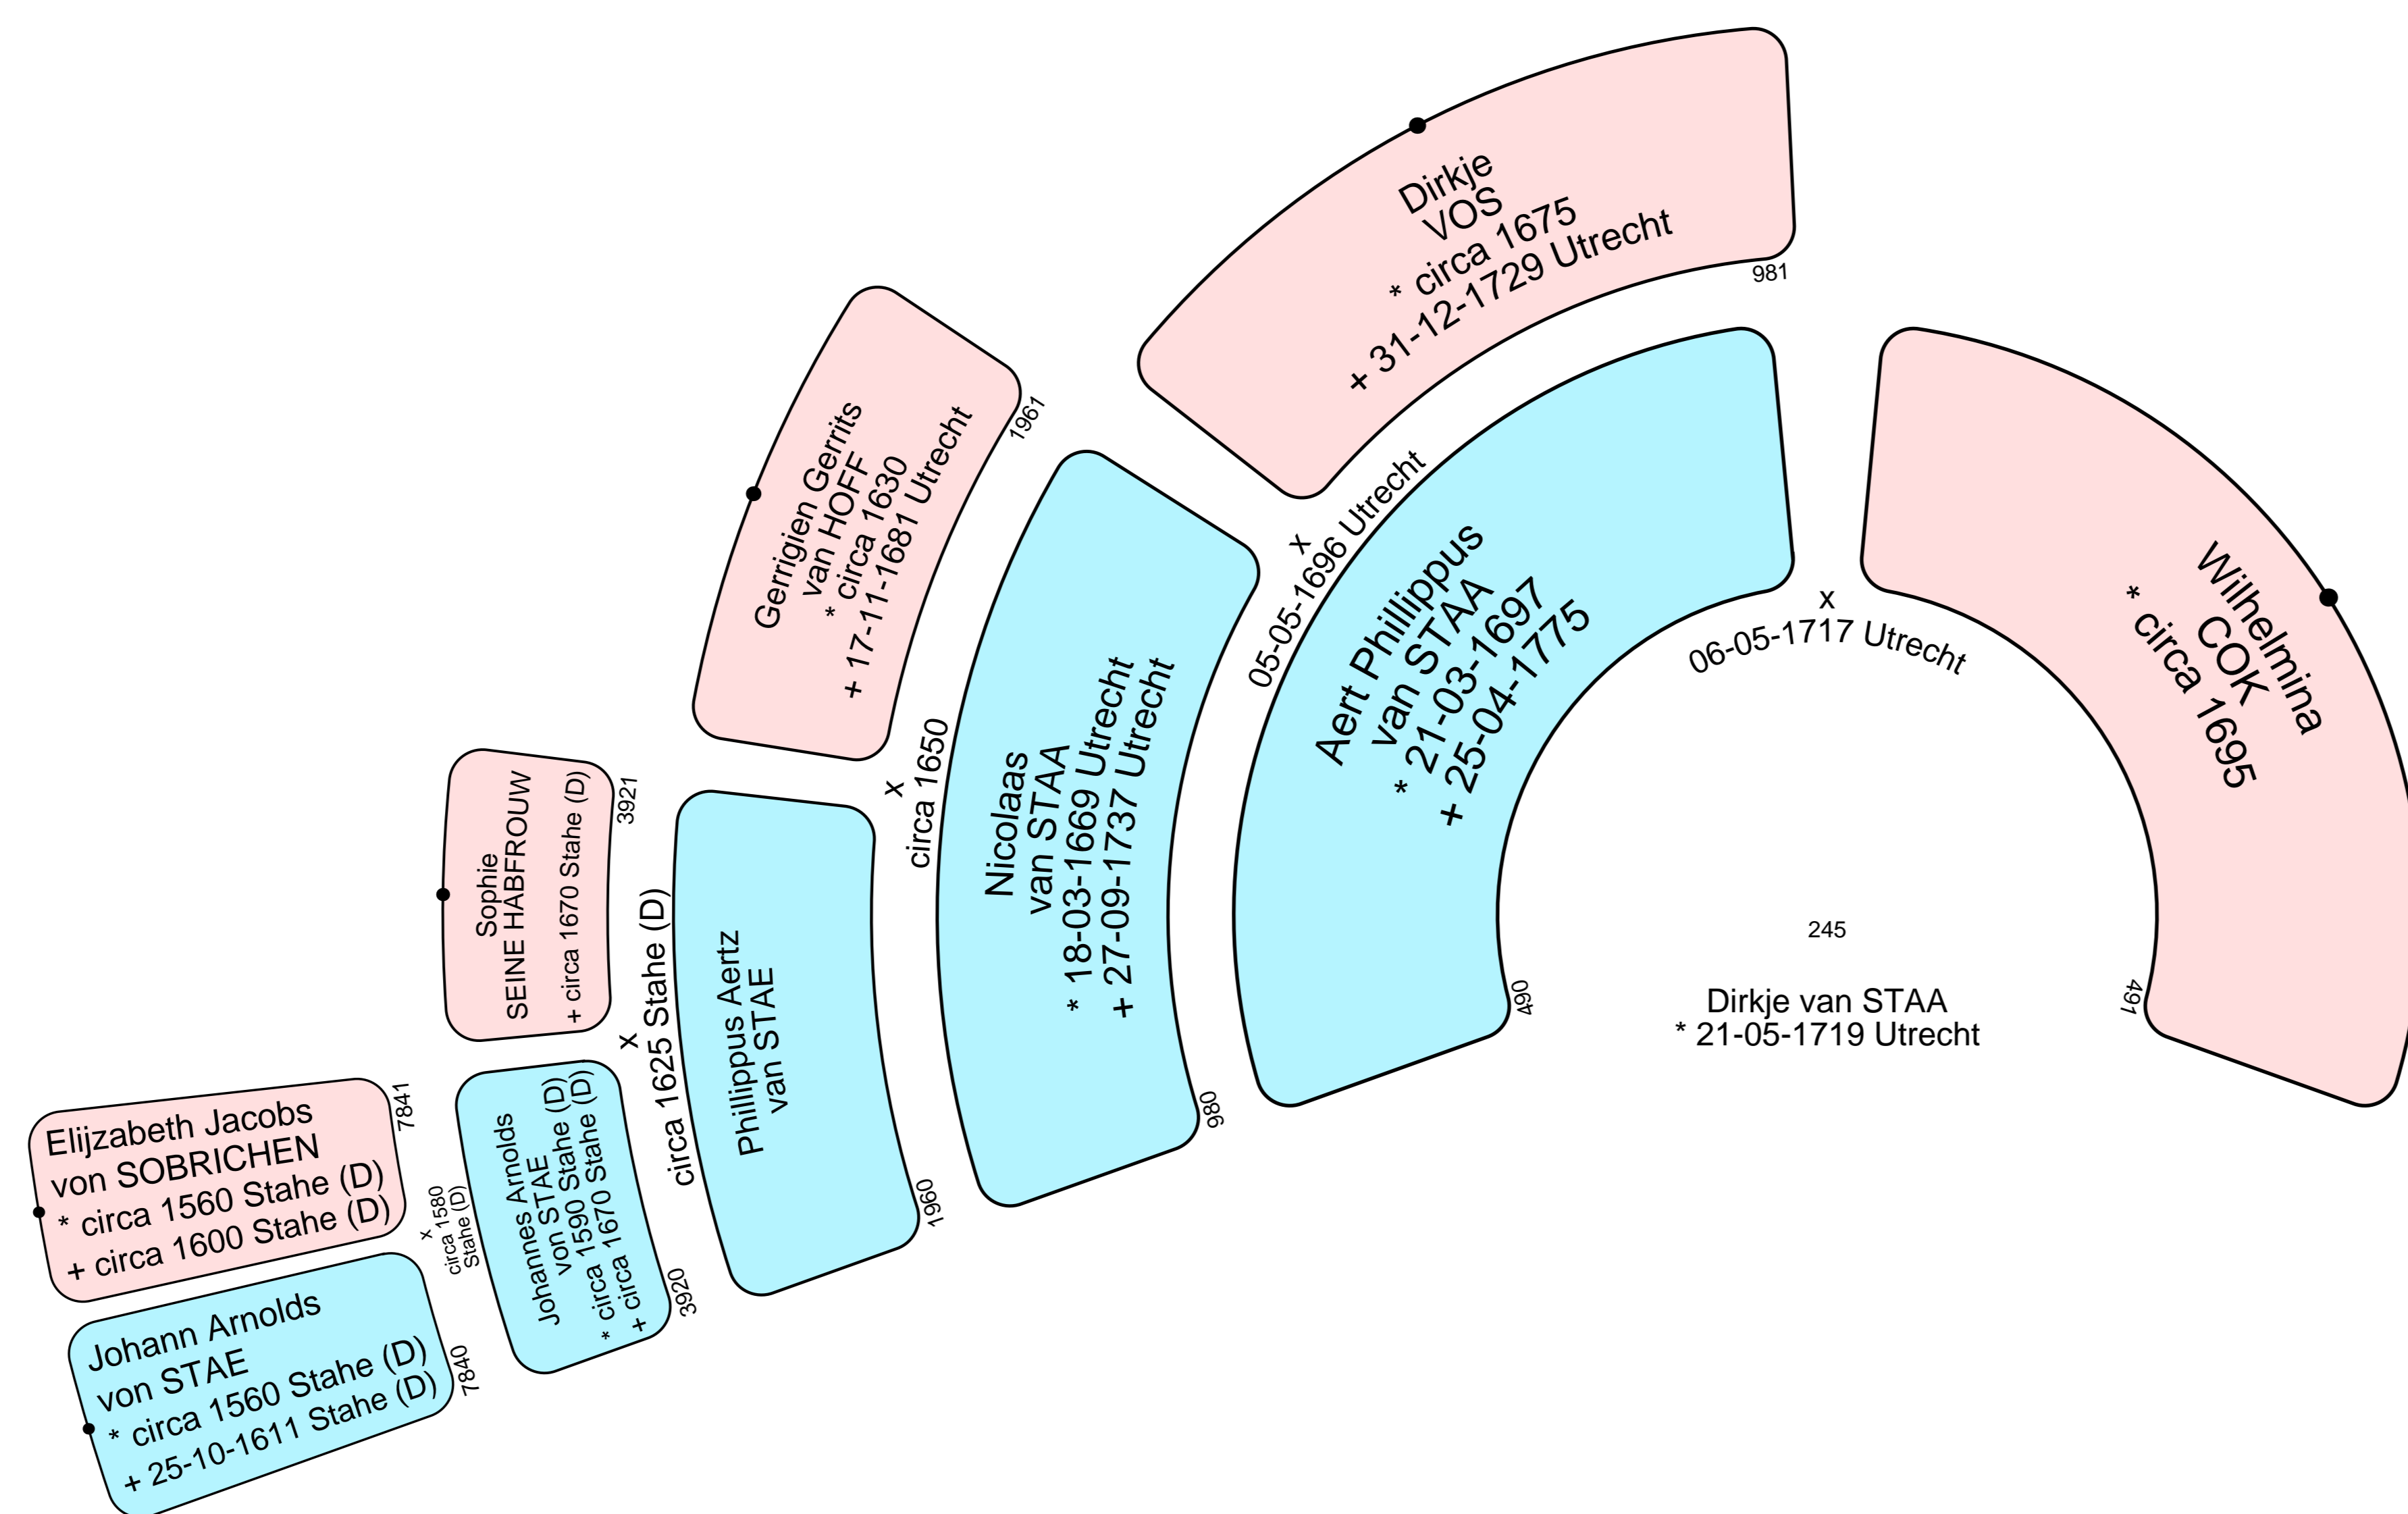 Dirkje
VOS
* circa 1675
+ 31-12-1729 Utrecht
981
Gerrigien Gerrits
van HOFF
* circa 1630
+ 17-11-1681 Utrecht
1961
x
05-05-1696 Utrecht
Aert Phillippus
van STAA
* 21-03-1697
+ 25-04-1775
490
x
06-05-1717 Utrecht
Wilhelmina
COK
* circa 1695
491
245
Dirkje van STAA
* 21-05-1719 Utrecht
Nicolaas
van STAA
* 18-03-1669 Utrecht
+ 27-09-1737 Utrecht
980
x
circa 1650
Phillippus Aertz
van STAE
1960
Sophie
SEINE HABFROUW
+ circa 1670 Stahe (D)
3921
x
circa 1625 Stahe (D)
Johannes Arnolds
von STAE
* circa 1590 Stahe (D)
+ circa 1670 Stahe (D)
3920
Elijzabeth Jacobs
von SOBRICHEN
* circa 1560 Stahe (D)
+ circa 1600 Stahe (D)
7841
x
circa 1580
Stahe (D)
Johann Arnolds
von STAE
* circa 1560 Stahe (D)
+ 25-10-1611 Stahe (D)
7840